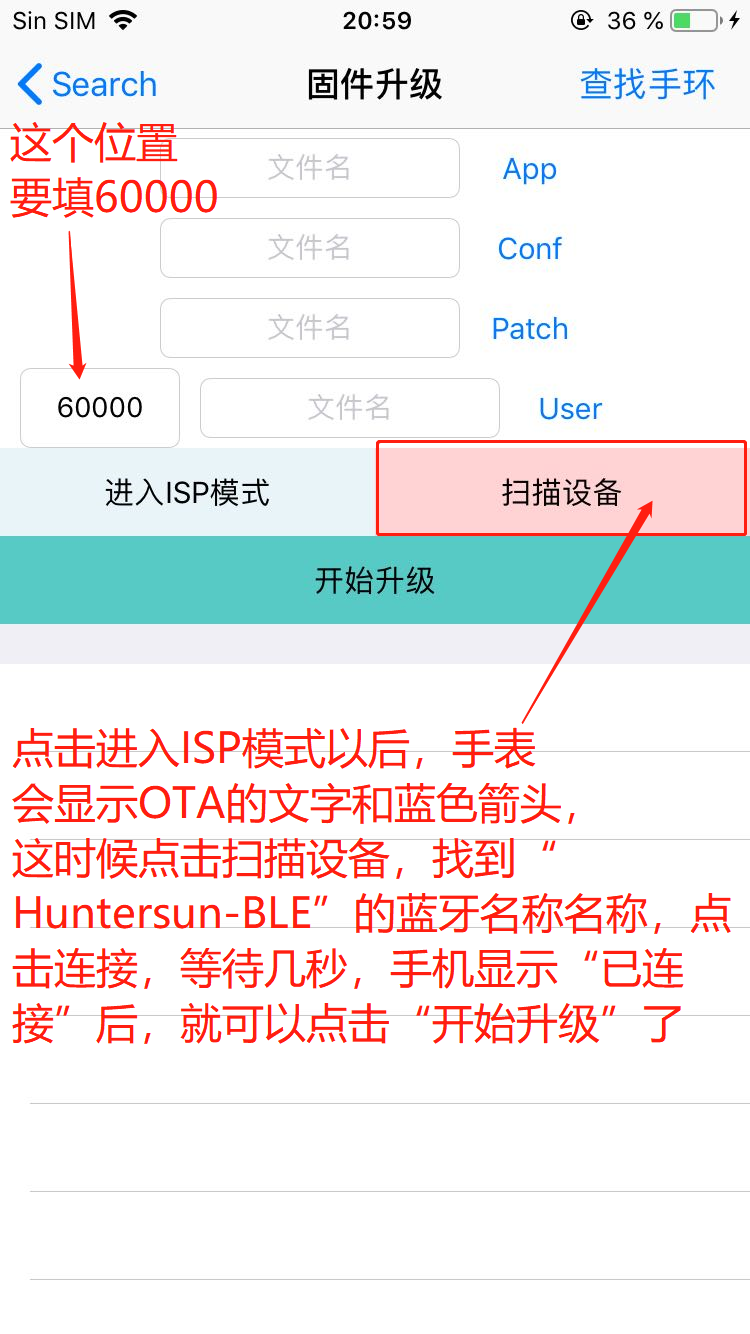 Sin SIM 20:59 36 %
Search 固件升级 查找手环
这个位置
要填60000
文件名 App
文件名 Conf
文件名 Patch
60000 文件名 User
进入ISP模式 扫描设备
开始升级
点击进入ISP模式以后，手表
会显示OTA的文字和蓝色箭头，
这时候点击扫描设备，找到“
Huntersun-BLE”的蓝牙名称名称，点
击连接，等待几秒，手机显示“已连
接”后，就可以点击“开始升级”了